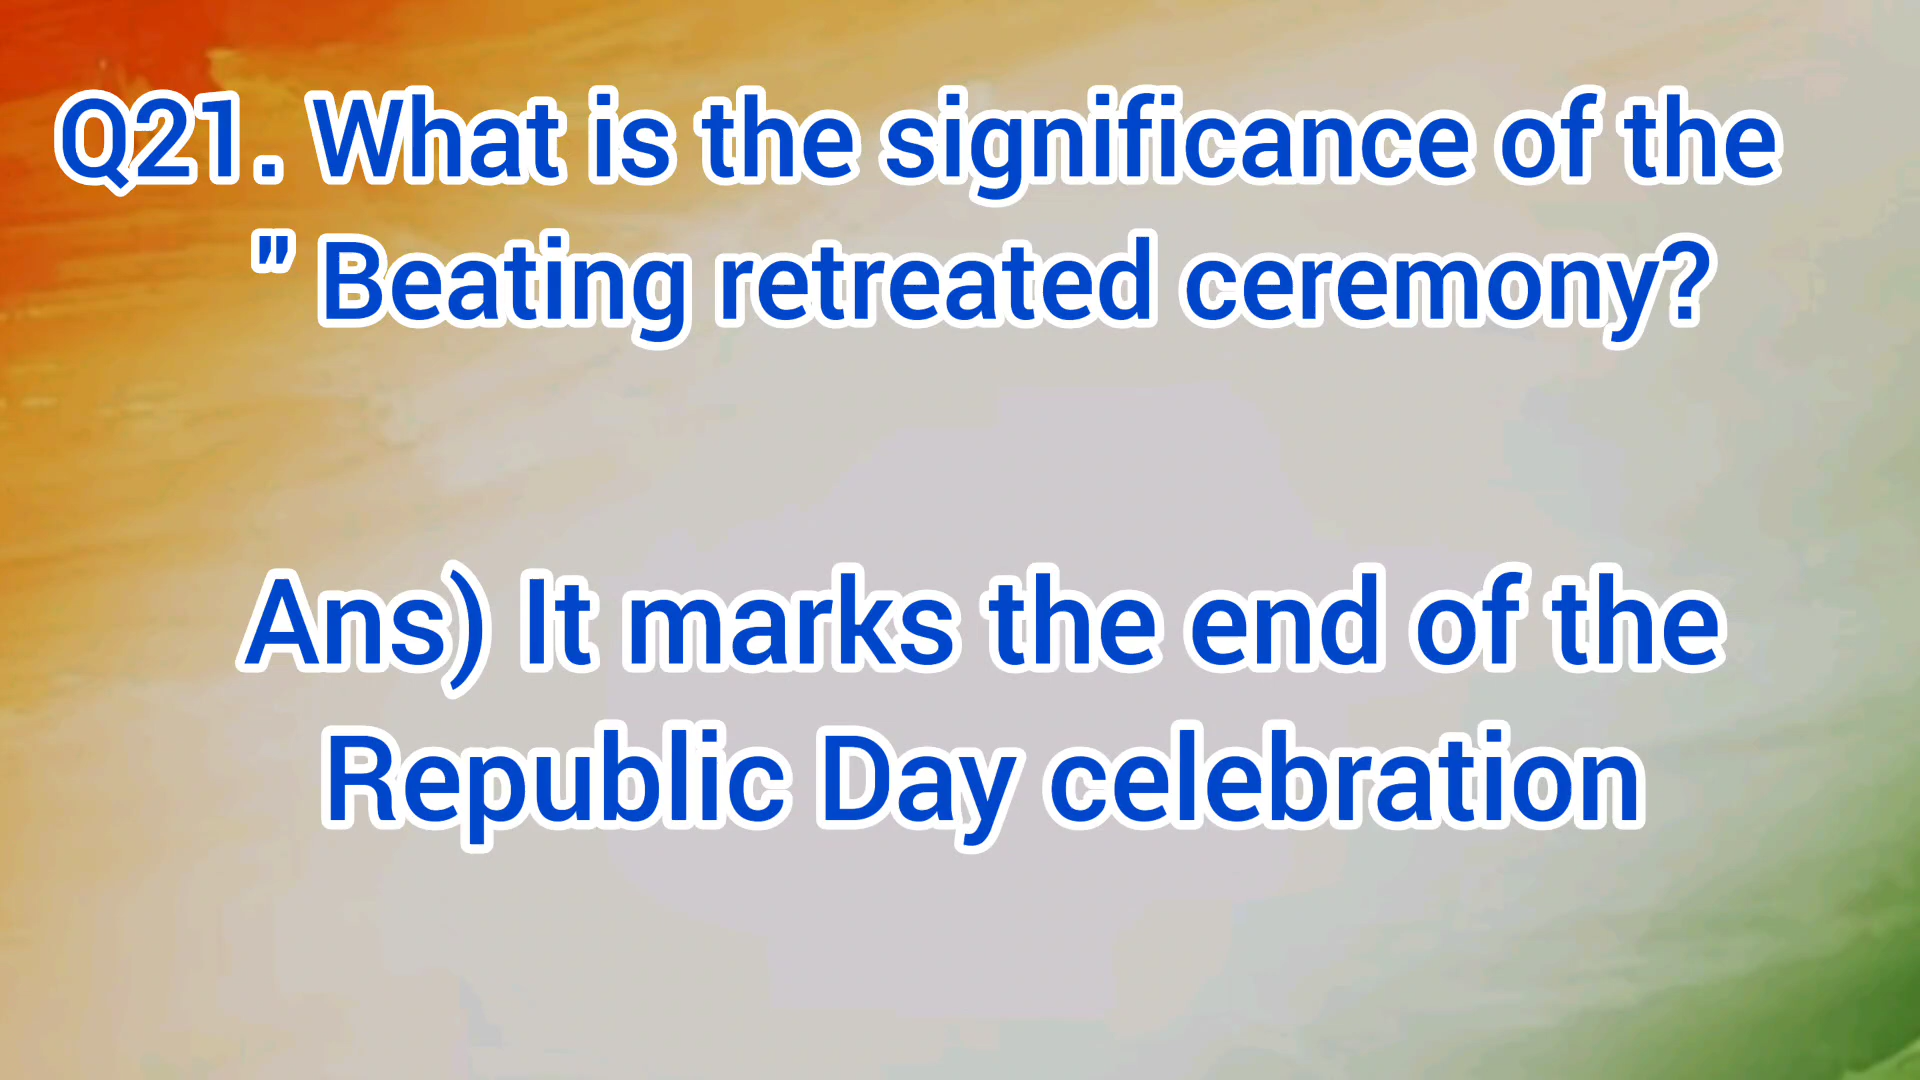 Q21. What is the significance of the
" Beating retreated ceremony?
Ans) It marks the end of the
Republic Day celebration